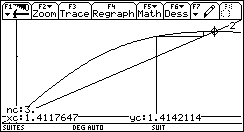 F1 F2 Zoom F3 Trace F4 Regraph F5 Math F6 Dess F7
2
nc:3.
xc:1.4117647 yc:1.4142114
SUITES DEG AUTO SUIT